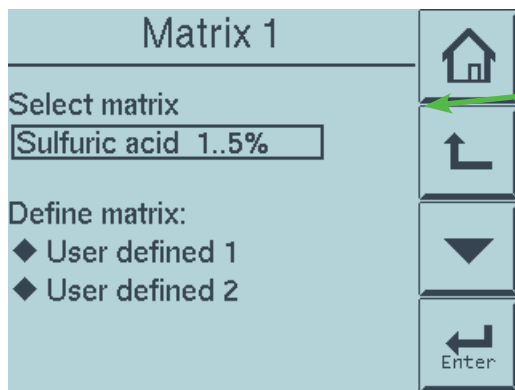 Matrix 1
Select matrix
Sulfuric acid 1..5%
Define matrix:
◆ User defined 1
◆ User defined 2
Enter